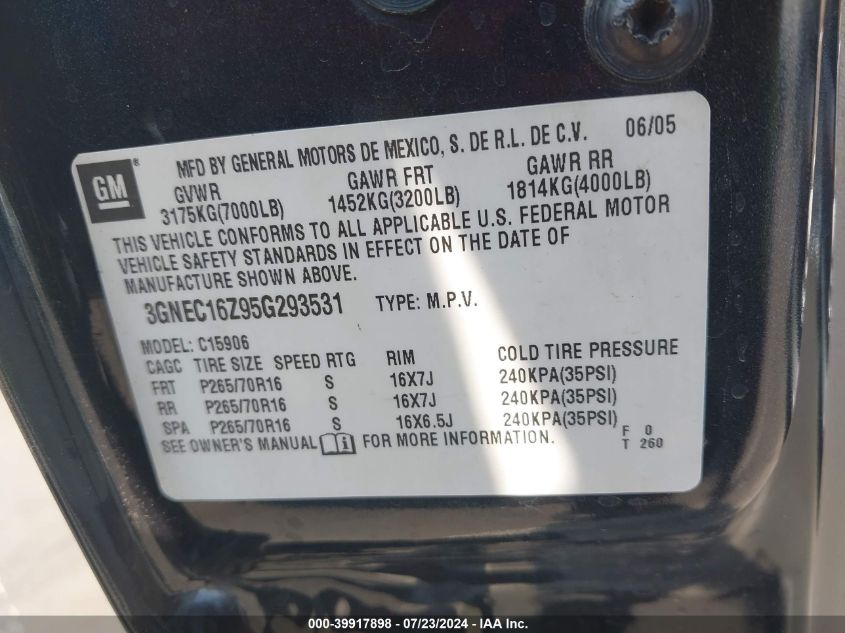 GM ®
MFD BY GENERAL MOTORS DE MEXICO, S. DE R.L. DE C.V. 06/05
GVWR GAWR FRT GAWR RR
3175KG(7000LB) 1452KG(3200LB) 1814KG(4000LB)
THIS VEHICLE CONFORMS TO ALL APPLICABLE U.S. FEDERAL MOTOR
VEHICLE SAFETY STANDARDS IN EFFECT ON THE DATE OF
MANUFACTURE SHOWN ABOVE.
3GNEC16Z95G293531 TYPE: M.P.V.
MODEL: C15906
CAGC TIRE SIZE SPEED RTG RIM COLD TIRE PRESSURE
FRT P265/70R16 S 16X7J 240KPA(35PSI)
RR P265/70R16 S 16X7J 240KPA(35PSI)
SPA P265/70R16 S 16X6.5J 240KPA(35PSI)
SEE OWNER'S MANUAL i FOR MORE INFORMATION.
F 0
T 260
000-39917898 - 07/23/2024 - IAA Inc.